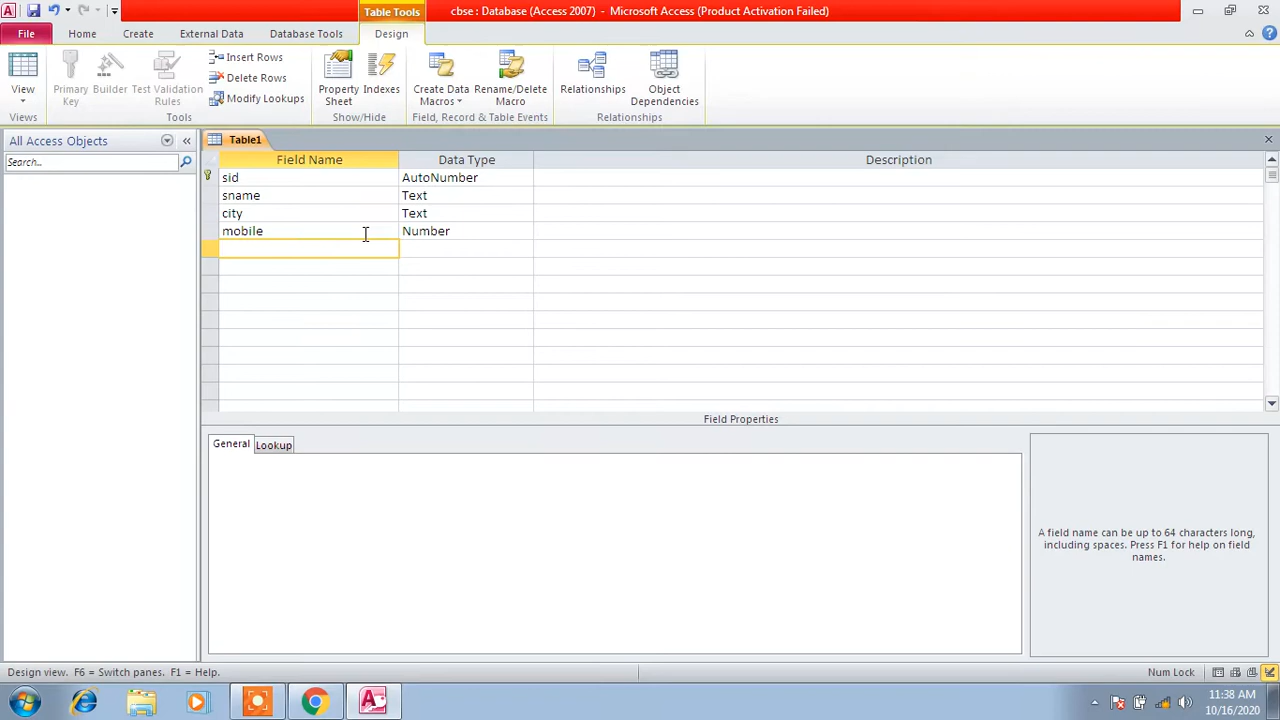 Table Tools
cbse : Database (Access 2007) - Microsoft Access (Product Activation Failed)
File
Home
Create
External Data
Database Tools
Design
View
Primary Key
Builder
Test Validation Rules
Insert Rows
Delete Rows
Modify Lookups
Property Sheet
Indexes
Create Data Macros
Rename/Delete Macro
Relationships
Object Dependencies
Views
Tools
Show/Hide
Field, Record & Table Events
Relationships
All Access Objects
Search..
Table1
Field Name
Data Type
Description
sid
AutoNumber
sname
Text
city
Text
mobile
Number
Field Properties
General
Lookup
A field name can be up to 64 characters long,
including spaces. Press F1 for help on field
names.
Design view. F6 = Switch panes. F1 = Help.
Num Lock
11:38 AM
10/16/2020